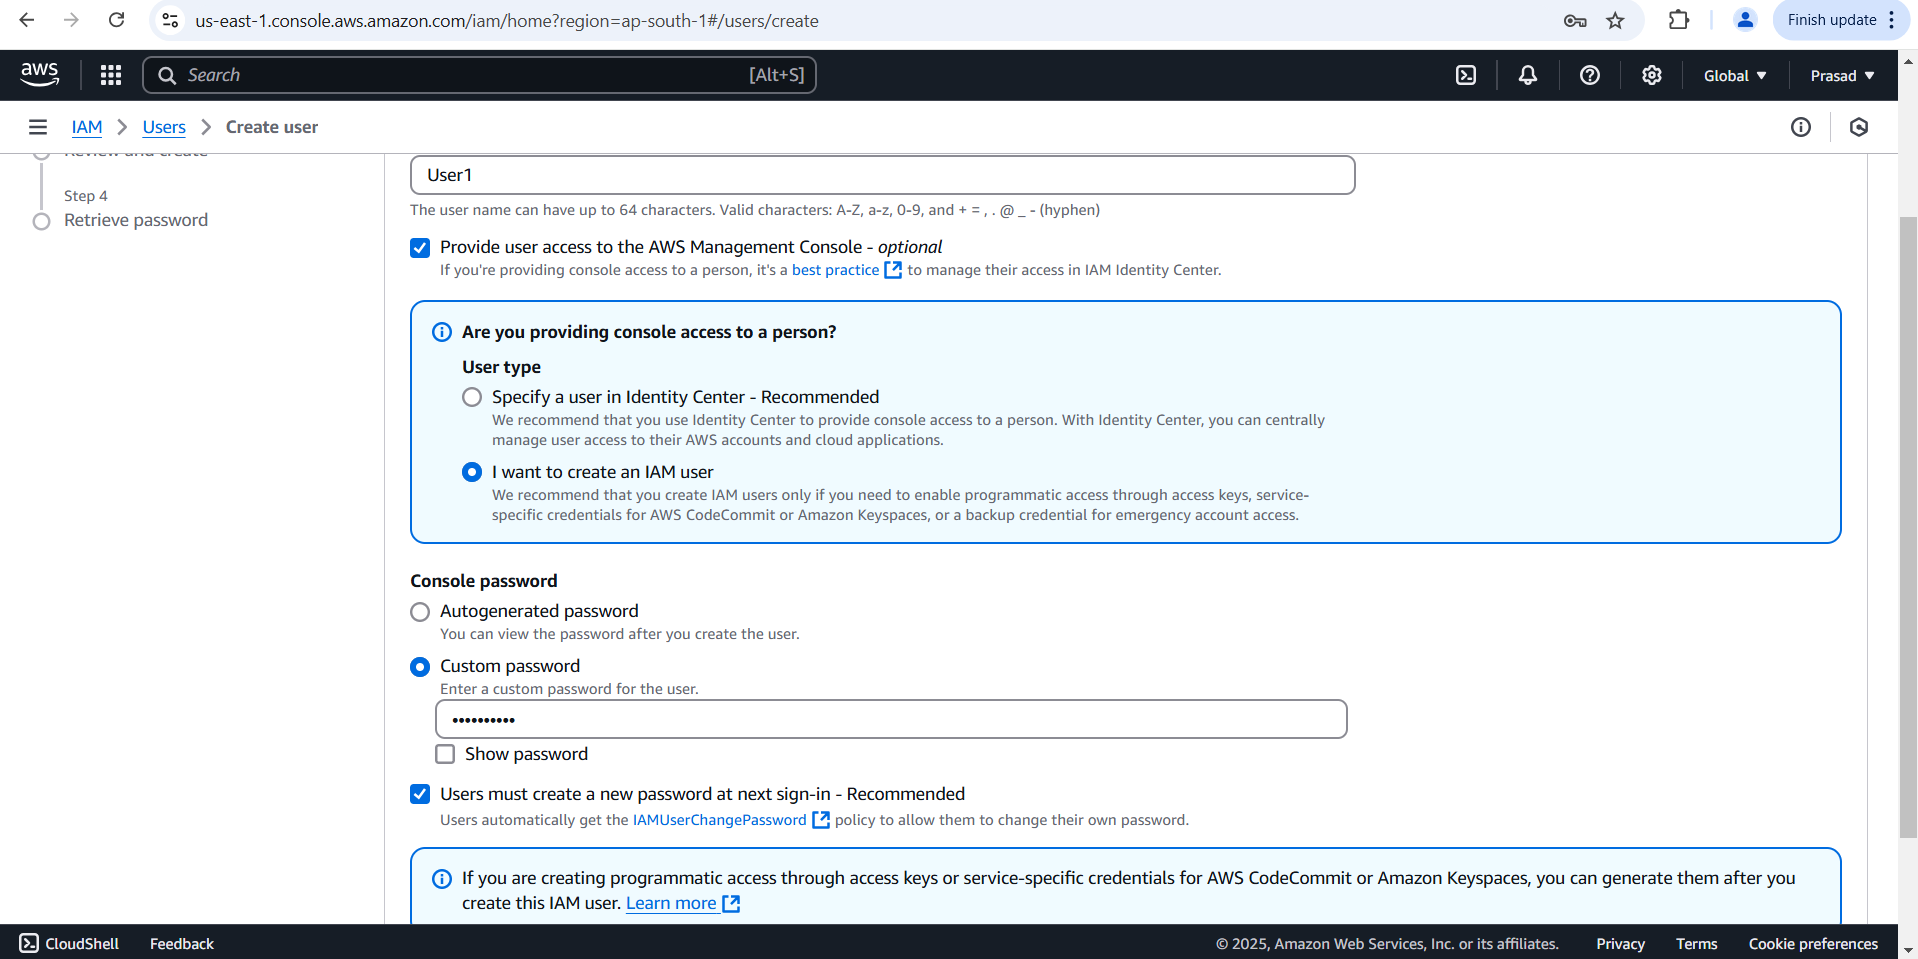 us-east-1.console.aws.amazon.com/iam/home?region=ap-south-1#/users/create
Finish update
aws
Search
[Alt+S]
Global
Prasad
IAM
Users
Create user
Review and create
Step 4
Retrieve password
User1
The user name can have up to 64 characters. Valid characters: A-Z, a-z, 0-9, and + = , . @ _ - (hyphen)
Provide user access to the AWS Management Console - optional
If you're providing console access to a person, it's a best practice to manage their access in IAM Identity Center.
Are you providing console access to a person?
User type
Specify a user in Identity Center - Recommended
We recommend that you use Identity Center to provide console access to a person. With Identity Center, you can centrally
manage user access to their AWS accounts and cloud applications.
I want to create an IAM user
We recommend that you create IAM users only if you need to enable programmatic access through access keys, service-
specific credentials for AWS CodeCommit or Amazon Keyspaces, or a backup credential for emergency account access.
Console password
Autogenerated password
You can view the password after you create the user.
Custom password
Enter a custom password for the user.
••••••••••
Show password
Users must create a new password at next sign-in - Recommended
Users automatically get the IAMUserChangePassword policy to allow them to change their own password.
If you are creating programmatic access through access keys or service-specific credentials for AWS CodeCommit or Amazon Keyspaces, you can generate them after you
create this IAM user. Learn more
CloudShell
Feedback
© 2025, Amazon Web Services, Inc. or its affiliates.
Privacy
Terms
Cookie preferences